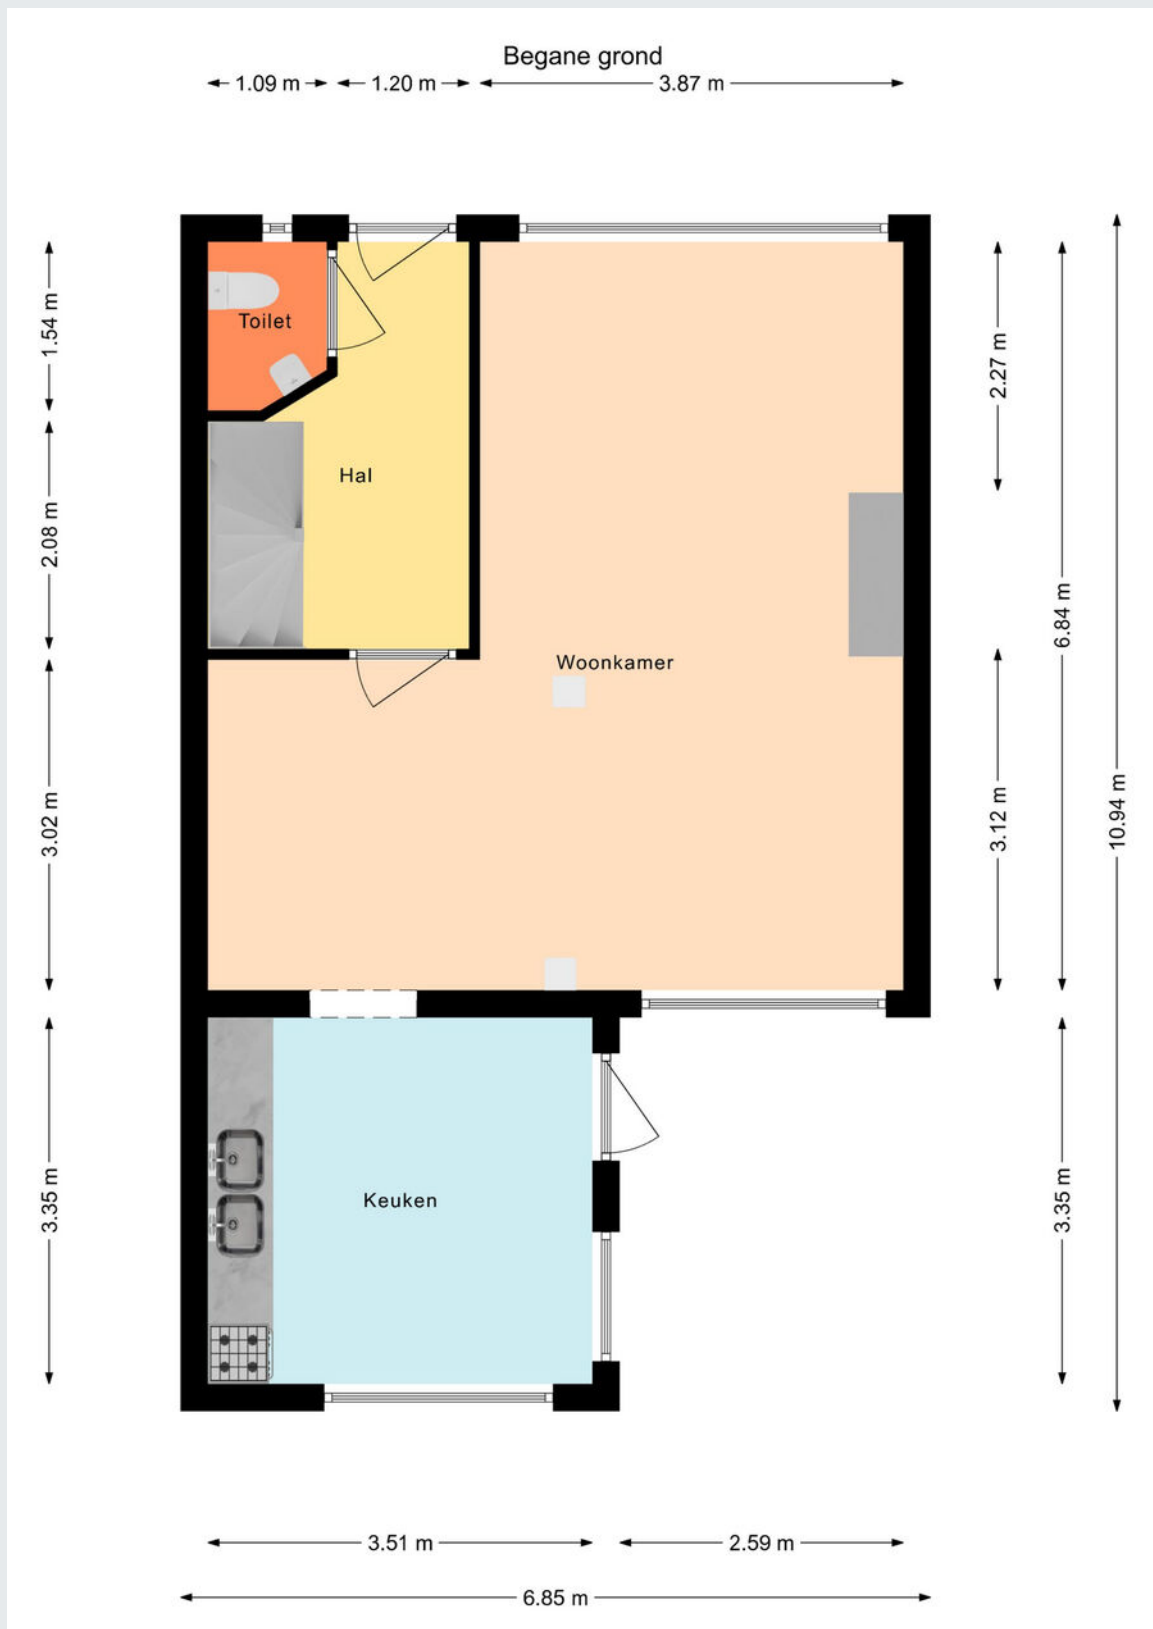 Begane grond
1.09 m
1.20 m
3.87 m
1.54 m
2.27 m
Toilet
Hal
2.08 m
6.84 m
Woonkamer
3.02 m
3.12 m
10.94 m
Keuken
3.35 m
3.35 m
3.51 m
2.59 m
6.85 m